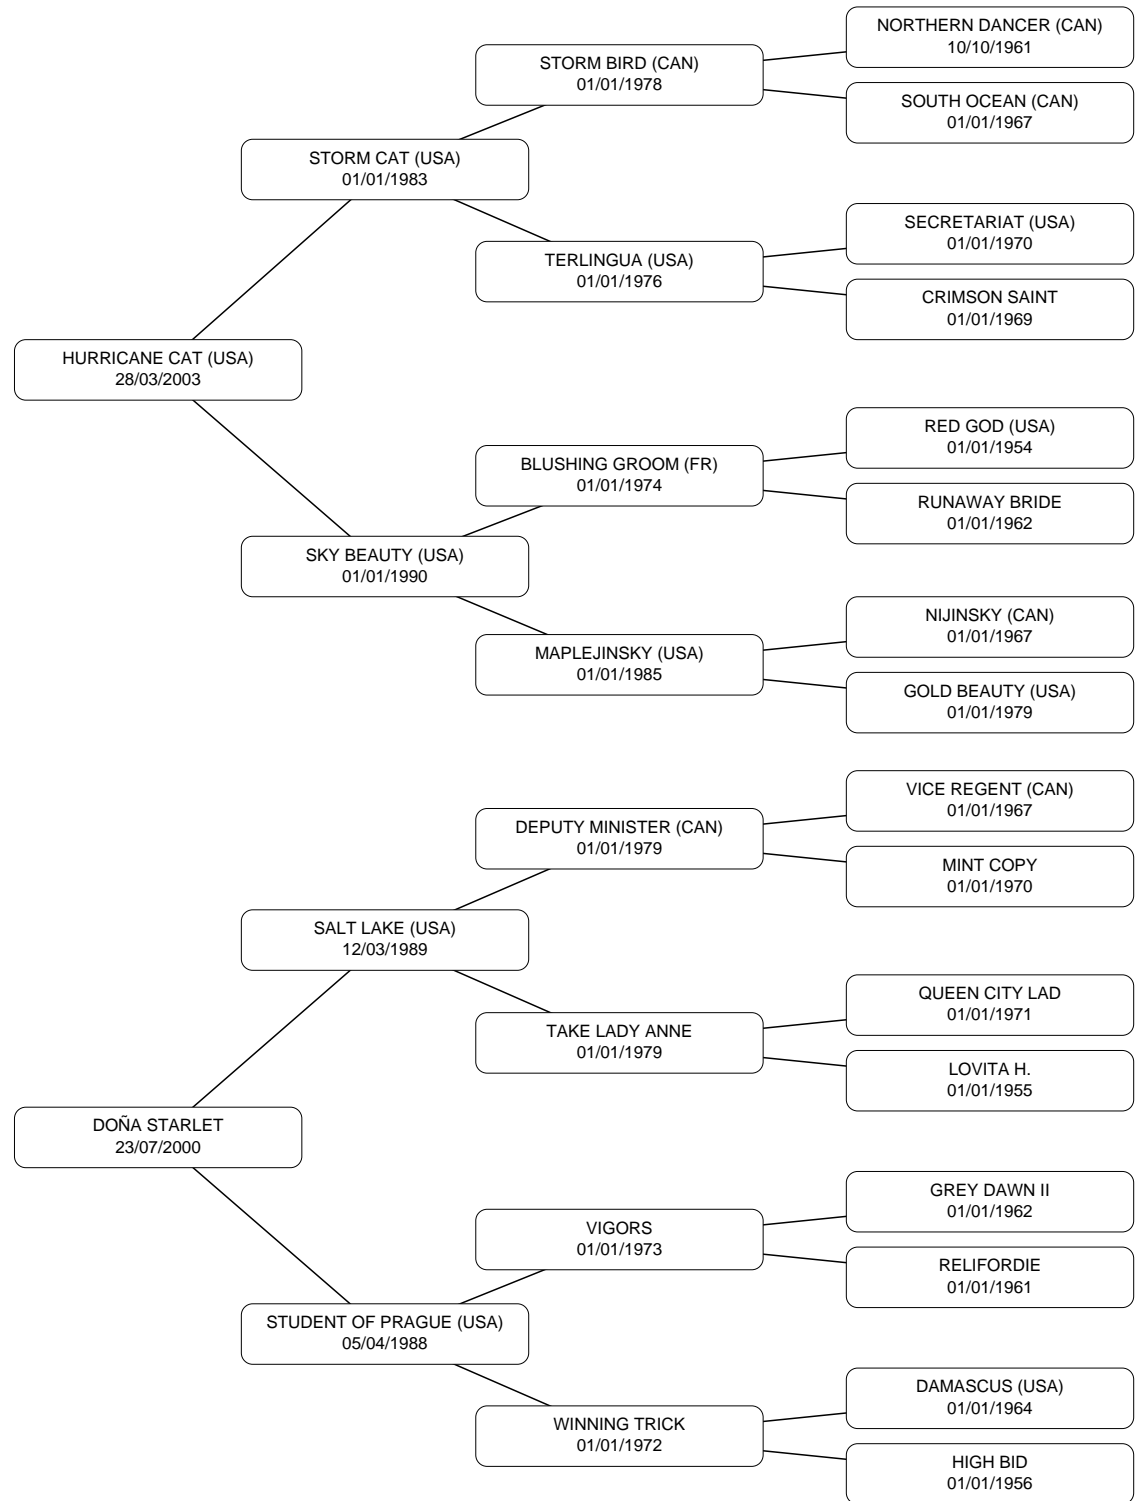 NORTHERN DANCER (CAN)
10/10/1961
STORM BIRD (CAN)
01/01/1978
SOUTH OCEAN (CAN)
01/01/1967
STORM CAT (USA)
01/01/1983
SECRETARIAT (USA)
01/01/1970
TERLINGUA (USA)
01/01/1976
CRIMSON SAINT
01/01/1969
HURRICANE CAT (USA)
28/03/2003
RED GOD (USA)
01/01/1954
BLUSHING GROOM (FR)
01/01/1974
RUNAWAY BRIDE
01/01/1962
SKY BEAUTY (USA)
01/01/1990
NIJINSKY (CAN)
01/01/1967
MAPLEJINSKY (USA)
01/01/1985
GOLD BEAUTY (USA)
01/01/1979
VICE REGENT (CAN)
01/01/1967
DEPUTY MINISTER (CAN)
01/01/1979
MINT COPY
01/01/1970
SALT LAKE (USA)
12/03/1989
QUEEN CITY LAD
01/01/1971
TAKE LADY ANNE
01/01/1979
LOVITA H.
01/01/1955
DOÑA STARLET
23/07/2000
GREY DAWN II
01/01/1962
VIGORS
01/01/1973
RELIFORDIE
01/01/1961
STUDENT OF PRAGUE (USA)
05/04/1988
DAMASCUS (USA)
01/01/1964
WINNING TRICK
01/01/1972
HIGH BID
01/01/1956